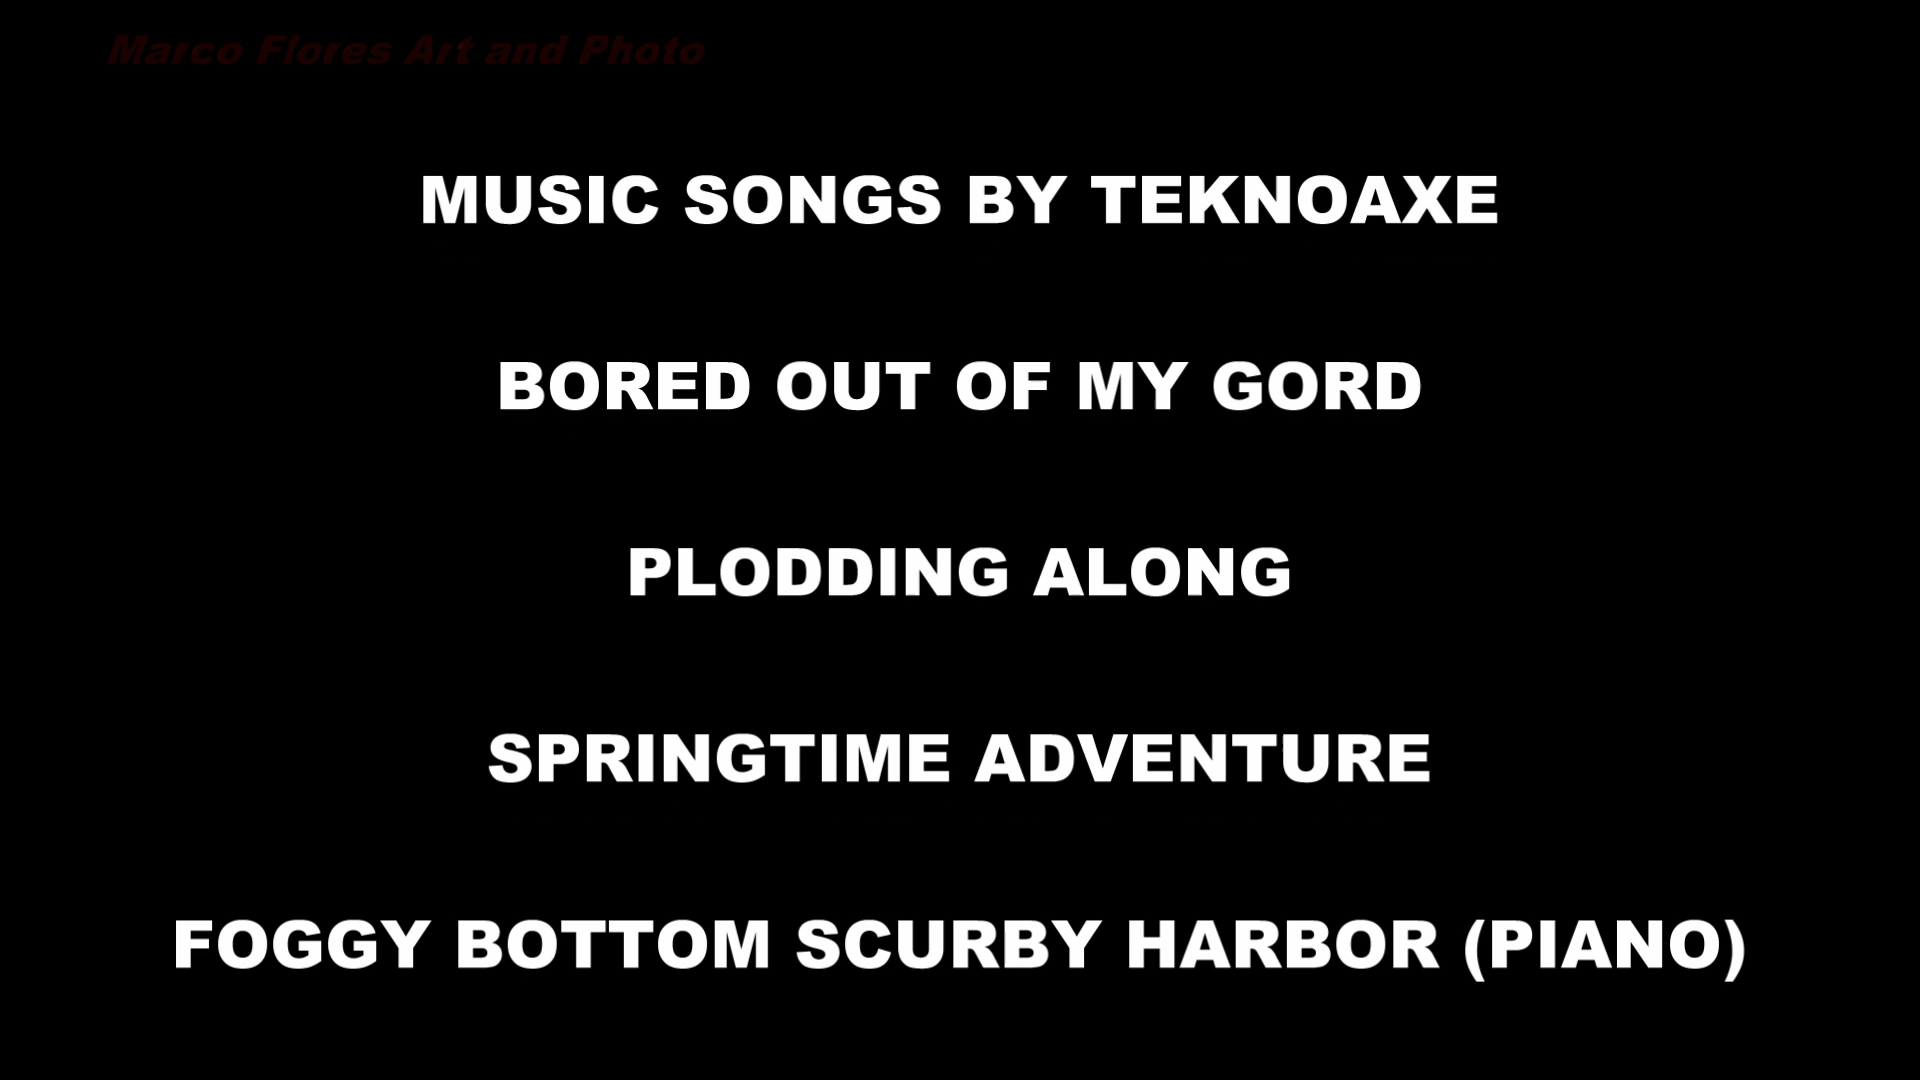 Marco Flores Art and Photo
MUSIC SONGS BY TEKNOAXE
BORED OUT OF MY GORD
PLODDING ALONG
SPRINGTIME ADVENTURE
FOGGY BOTTOM SCURBY HARBOR (PIANO)